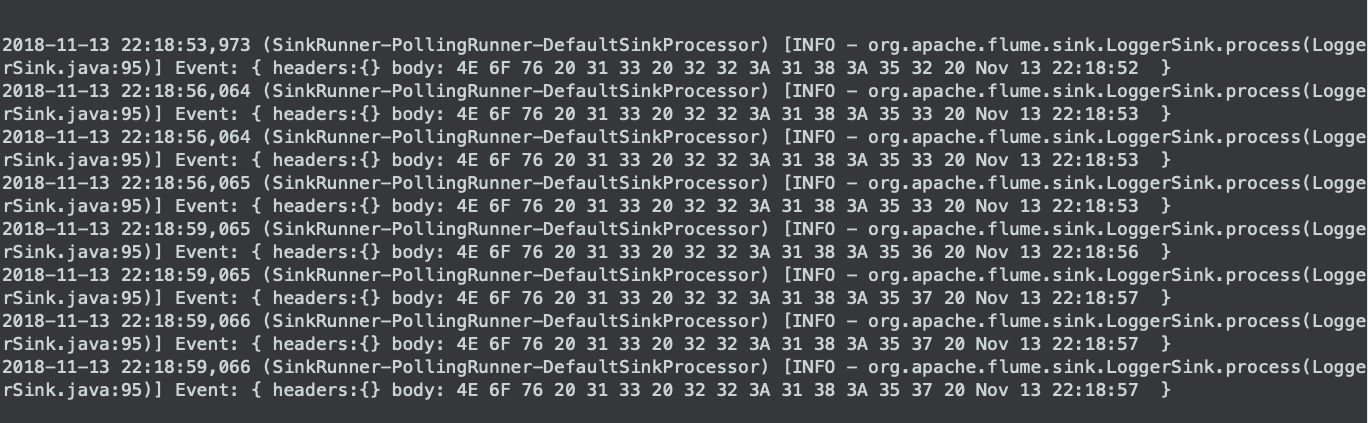 2018-11-13 22:18:53,973 (SinkRunner-PollingRunner-DefaultSinkProcessor) [INFO - org.apache.flume.sink.LoggerSink.process(Logge
rSink.java:95)] Event: { headers:{} body: 4E 6F 76 20 31 33 20 32 32 3A 31 38 3A 35 32 20 Nov 13 22:18:52  }
2018-11-13 22:18:56,064 (SinkRunner-PollingRunner-DefaultSinkProcessor) [INFO - org.apache.flume.sink.LoggerSink.process(Logge
rSink.java:95)] Event: { headers:{} body: 4E 6F 76 20 31 33 20 32 32 3A 31 38 3A 35 33 20 Nov 13 22:18:53  }
2018-11-13 22:18:56,064 (SinkRunner-PollingRunner-DefaultSinkProcessor) [INFO - org.apache.flume.sink.LoggerSink.process(Logge
rSink.java:95)] Event: { headers:{} body: 4E 6F 76 20 31 33 20 32 32 3A 31 38 3A 35 33 20 Nov 13 22:18:53  }
2018-11-13 22:18:56,065 (SinkRunner-PollingRunner-DefaultSinkProcessor) [INFO - org.apache.flume.sink.LoggerSink.process(Logge
rSink.java:95)] Event: { headers:{} body: 4E 6F 76 20 31 33 20 32 32 3A 31 38 3A 35 33 20 Nov 13 22:18:53  }
2018-11-13 22:18:59,065 (SinkRunner-PollingRunner-DefaultSinkProcessor) [INFO - org.apache.flume.sink.LoggerSink.process(Logge
rSink.java:95)] Event: { headers:{} body: 4E 6F 76 20 31 33 20 32 32 3A 31 38 3A 35 36 20 Nov 13 22:18:56  }
2018-11-13 22:18:59,065 (SinkRunner-PollingRunner-DefaultSinkProcessor) [INFO - org.apache.flume.sink.LoggerSink.process(Logge
rSink.java:95)] Event: { headers:{} body: 4E 6F 76 20 31 33 20 32 32 3A 31 38 3A 35 37 20 Nov 13 22:18:57  }
2018-11-13 22:18:59,066 (SinkRunner-PollingRunner-DefaultSinkProcessor) [INFO - org.apache.flume.sink.LoggerSink.process(Logge
rSink.java:95)] Event: { headers:{} body: 4E 6F 76 20 31 33 20 32 32 3A 31 38 3A 35 37 20 Nov 13 22:18:57  }
2018-11-13 22:18:59,066 (SinkRunner-PollingRunner-DefaultSinkProcessor) [INFO - org.apache.flume.sink.LoggerSink.process(Logge
rSink.java:95)] Event: { headers:{} body: 4E 6F 76 20 31 33 20 32 32 3A 31 38 3A 35 37 20 Nov 13 22:18:57  }